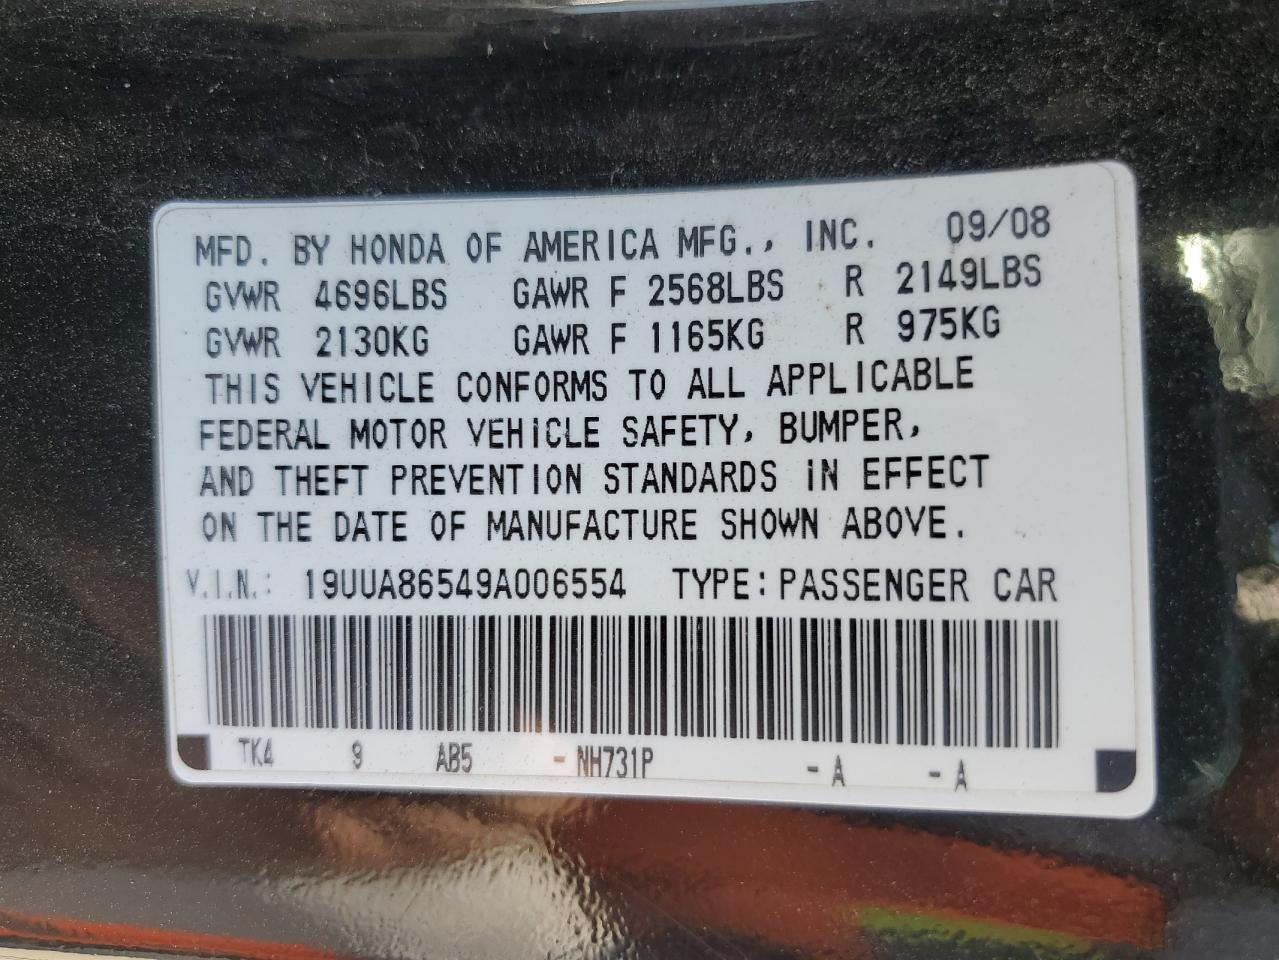 MFD. BY HONDA OF AMERICA MFG., INC. 09/08
GVWR 4696LBS GAWR F 2568LBS R 2149LBS
GVWR 2130KG GAWR F 1165KG R 975KG
THIS VEHICLE CONFORMS TO ALL APPLICABLE
FEDERAL MOTOR VEHICLE SAFETY, BUMPER,
AND THEFT PREVENTION STANDARDS IN EFFECT
ON THE DATE OF MANUFACTURE SHOWN ABOVE.
V.I.N.: 19UUA86549A006554 TYPE: PASSENGER CAR
TK4 9 AB5 - NH731P - A - A